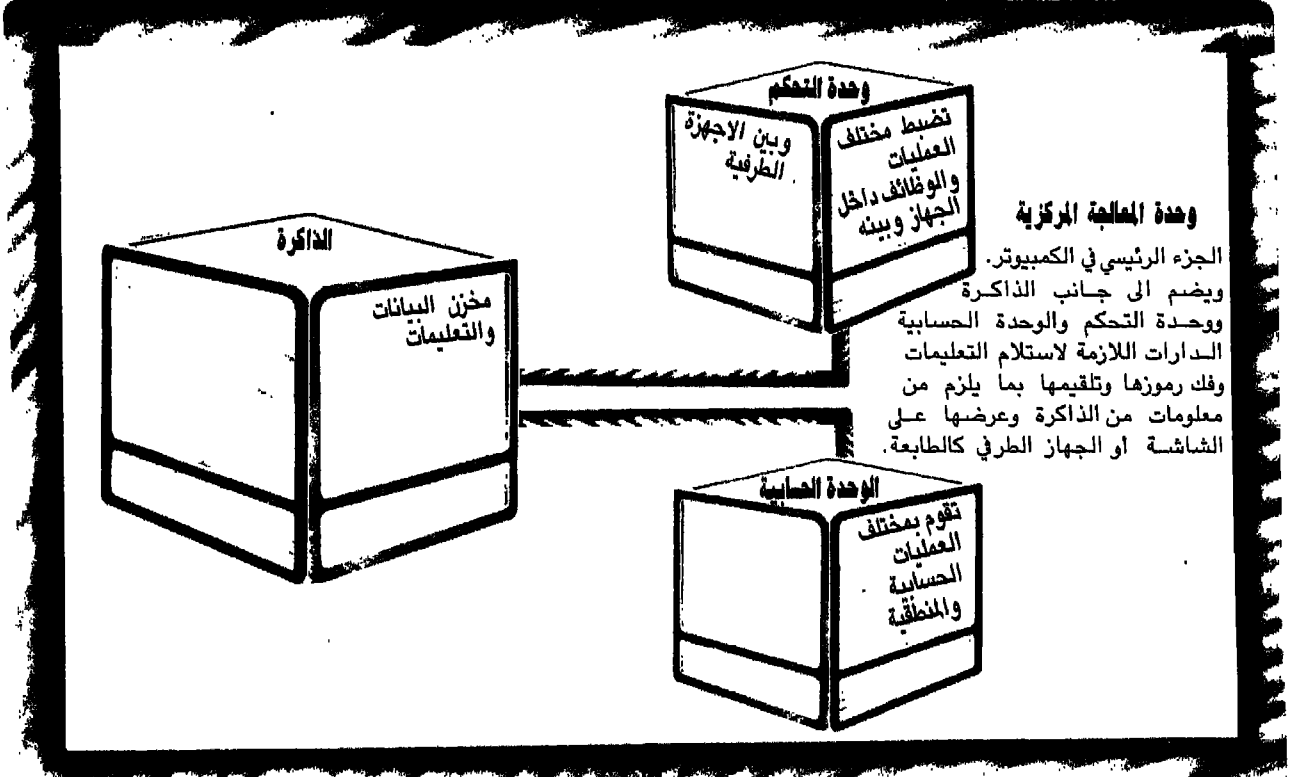 وحدة المعالجة المركزية
الجزء الرئيسي في الكمبيوتر.
ويضم الى جانب الذاكرة
ووحدة التحكم والوحدة الحسابية
الدارات اللازمة لاستلام التعليمات
وفك رموزها وتلقيمها بما يلزم من
معلومات من الذاكرة وعرضها على
الشاشة أو الجهاز الطرفي كالطابعة.
وحدة التحكم
تضبط مختلف
العمليات
والوظائف داخل
الجهاز وبينه
وبين الاجهزة
الطرفية
الذاكرة
مخزن البيانات
والتعليمات
الوحدة الحسابية
تقوم بمختلف
العمليات
الحسابية
والمنطقية